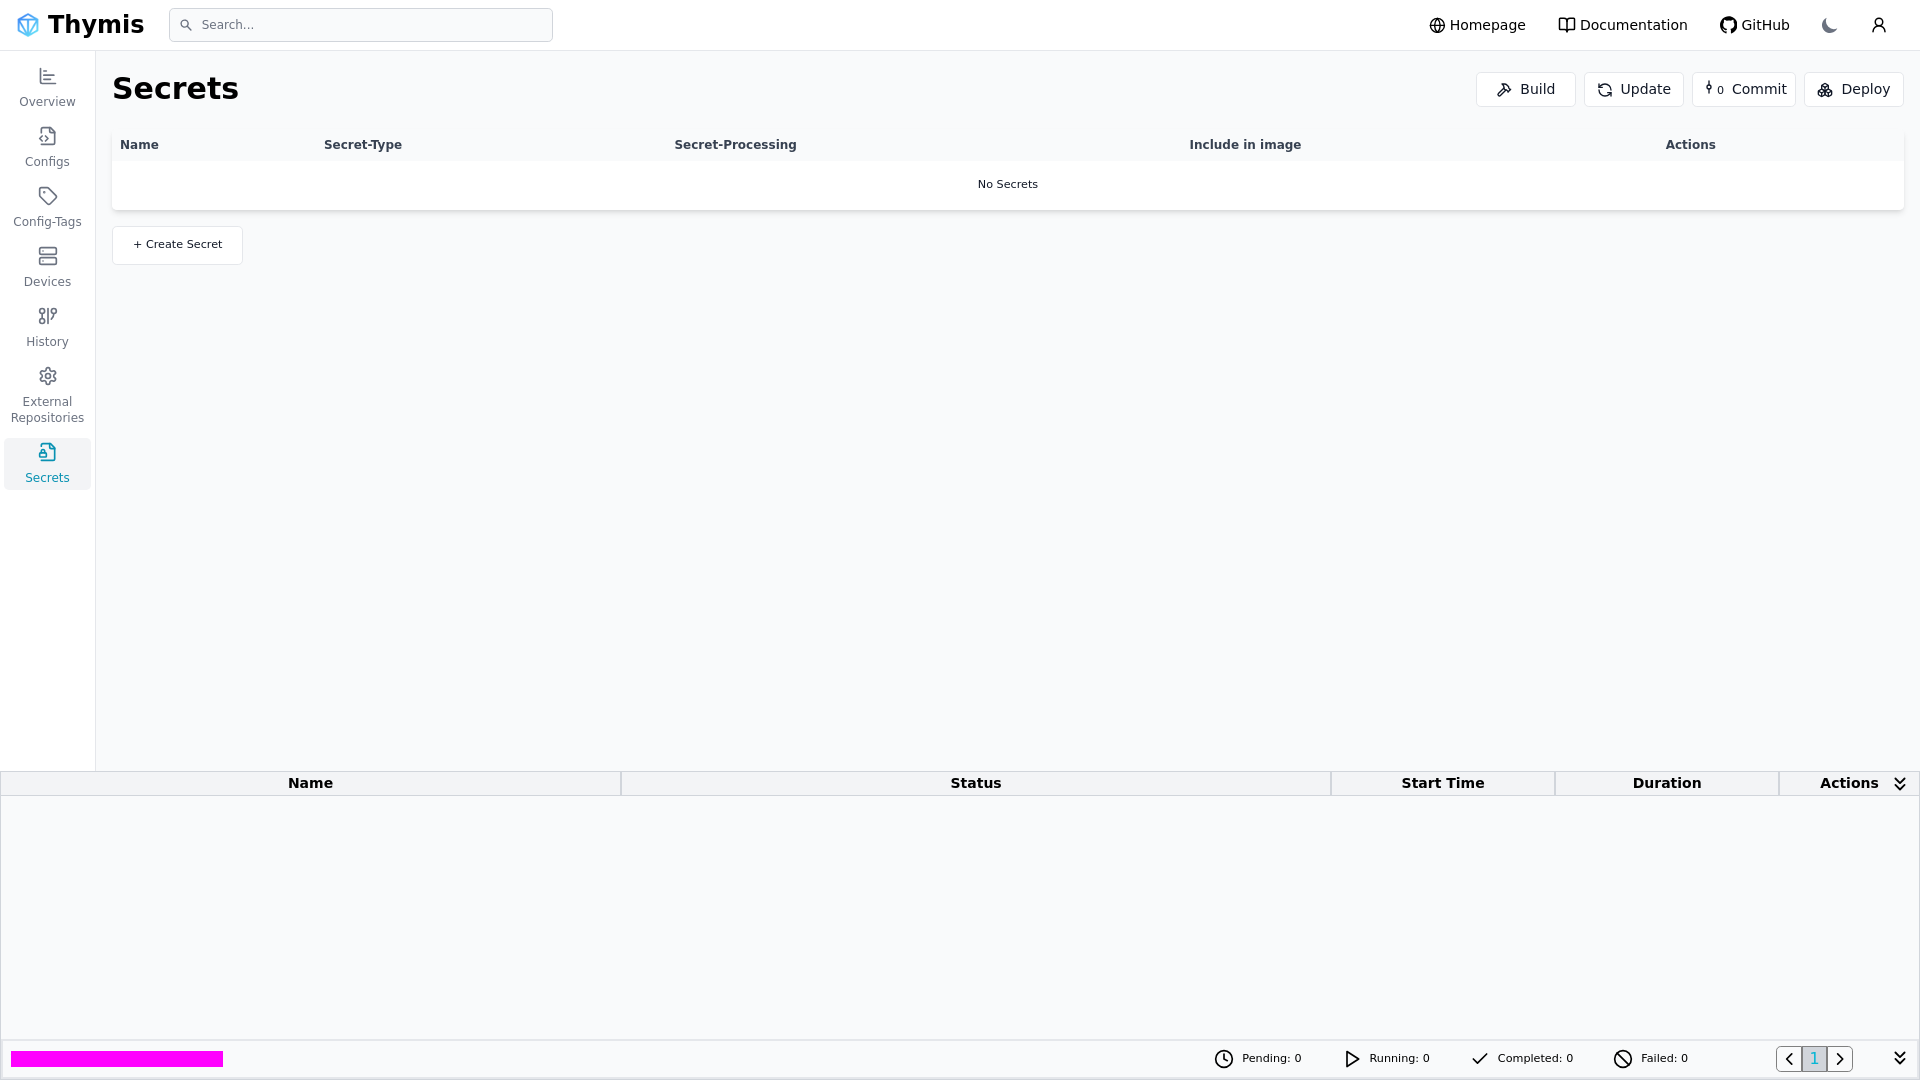 Thymis
Search...
Homepage
Documentation
GitHub
Overview
Configs
Config-Tags
Devices
History
External
Repositories
Secrets
Secrets
Build
Update
0 Commit
Deploy
Name Secret-Type Secret-Processing Include in image Actions
No Secrets
+ Create Secret
Name Status Start Time Duration Actions
Pending: 0 Running: 0 Completed: 0 Failed: 0
1